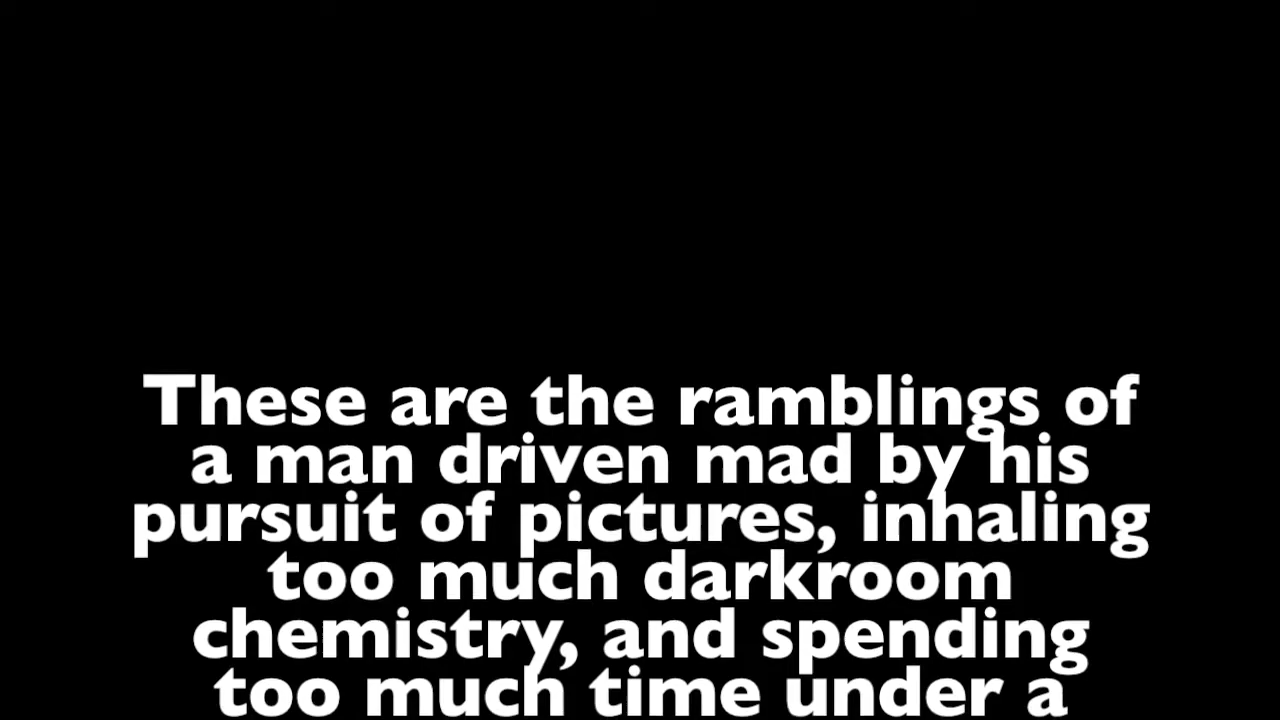 These are the ramblings of
a man driven mad by his
pursuit of pictures, inhaling
too much darkroom
chemistry, and spending
too much time under a